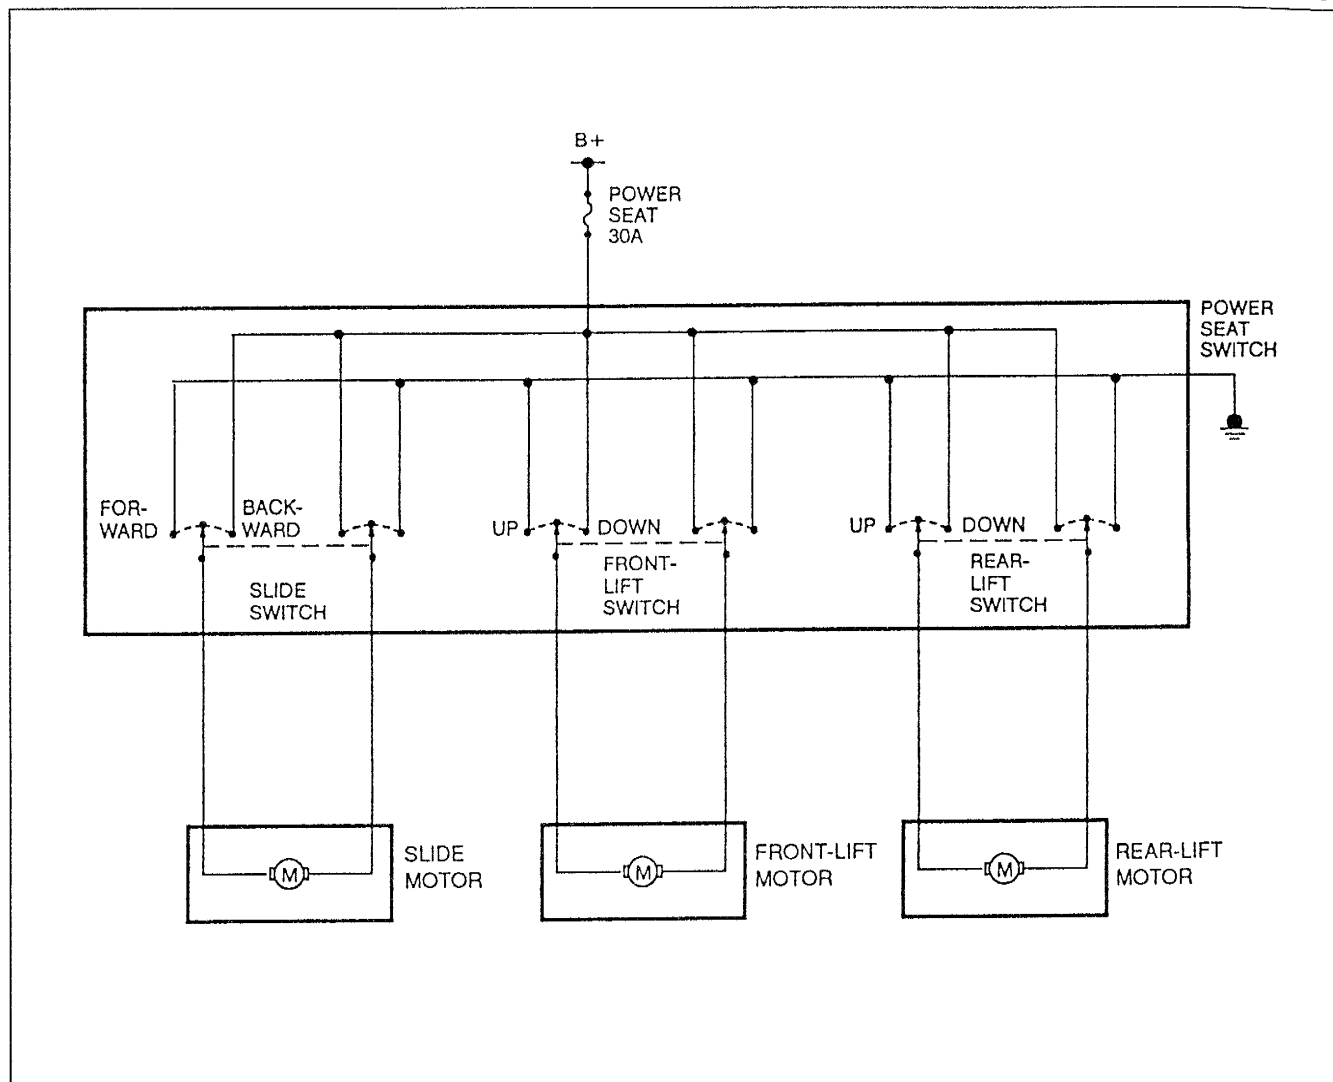 B+
POWER
SEAT
30A
POWER
SEAT
SWITCH
FOR-
WARD
BACK-
WARD
UP
DOWN
UP
DOWN
SLIDE
SWITCH
FRONT-
LIFT
SWITCH
REAR-
LIFT
SWITCH
M
SLIDE
MOTOR
M
FRONT-LIFT
MOTOR
M
REAR-LIFT
MOTOR